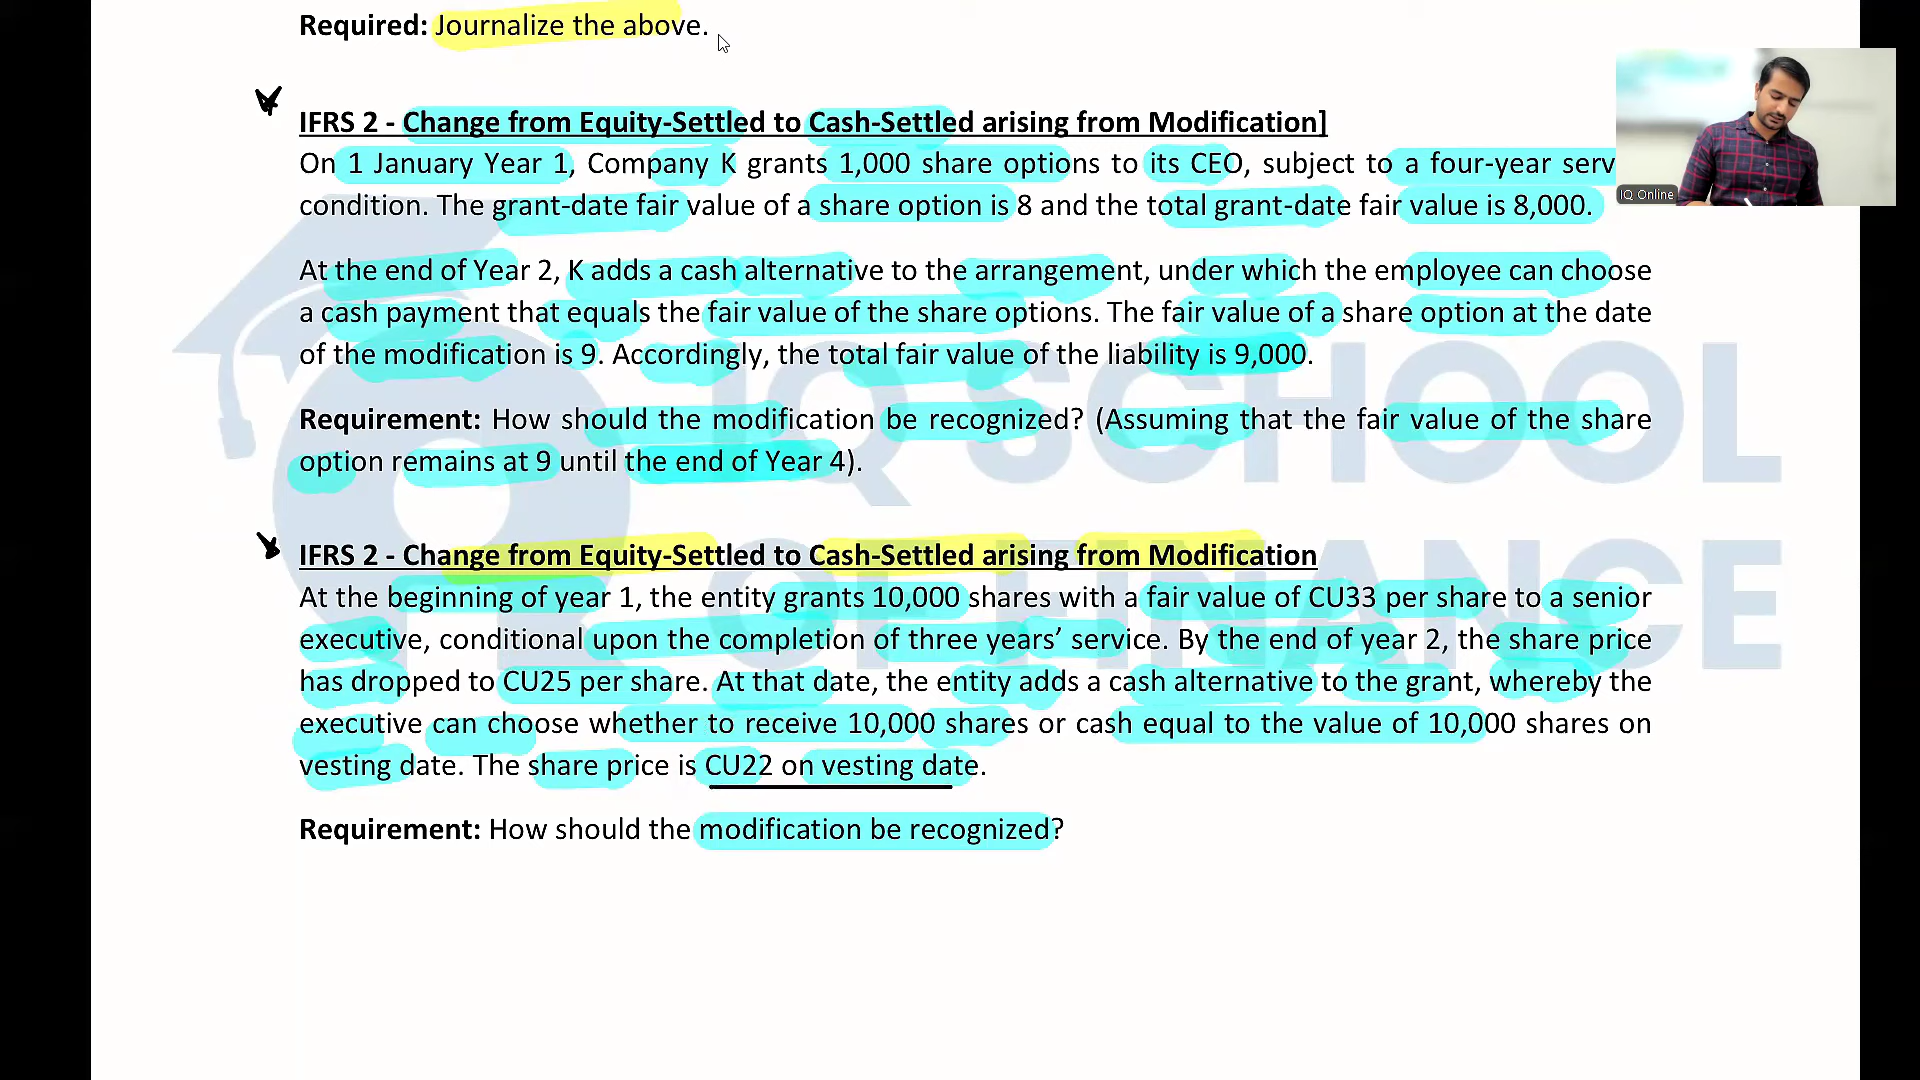 Required: Journalize the above.
IFRS 2 - Change from Equity-Settled to Cash-Settled arising from Modification]
On 1 January Year 1, Company K grants 1,000 share options to its CEO, subject to a four-year serv
condition. The grant-date fair value of a share option is 8 and the total grant-date fair value is 8,000.
IQ Online
At the end of Year 2, K adds a cash alternative to the arrangement, under which the employee can choose
a cash payment that equals the fair value of the share options. The fair value of a share option at the date
of the modification is 9. Accordingly, the total fair value of the liability is 9,000.
Requirement: How should the modification be recognized? (Assuming that the fair value of the share
option remains at 9 until the end of Year 4).
IQ SCHOOL
OF FINANCE
IFRS 2 - Change from Equity-Settled to Cash-Settled arising from Modification
At the beginning of year 1, the entity grants 10,000 shares with a fair value of CU33 per share to a senior
executive, conditional upon the completion of three years’ service. By the end of year 2, the share price
has dropped to CU25 per share. At that date, the entity adds a cash alternative to the grant, whereby the
executive can choose whether to receive 10,000 shares or cash equal to the value of 10,000 shares on
vesting date. The share price is CU22 on vesting date.
Requirement: How should the modification be recognized?